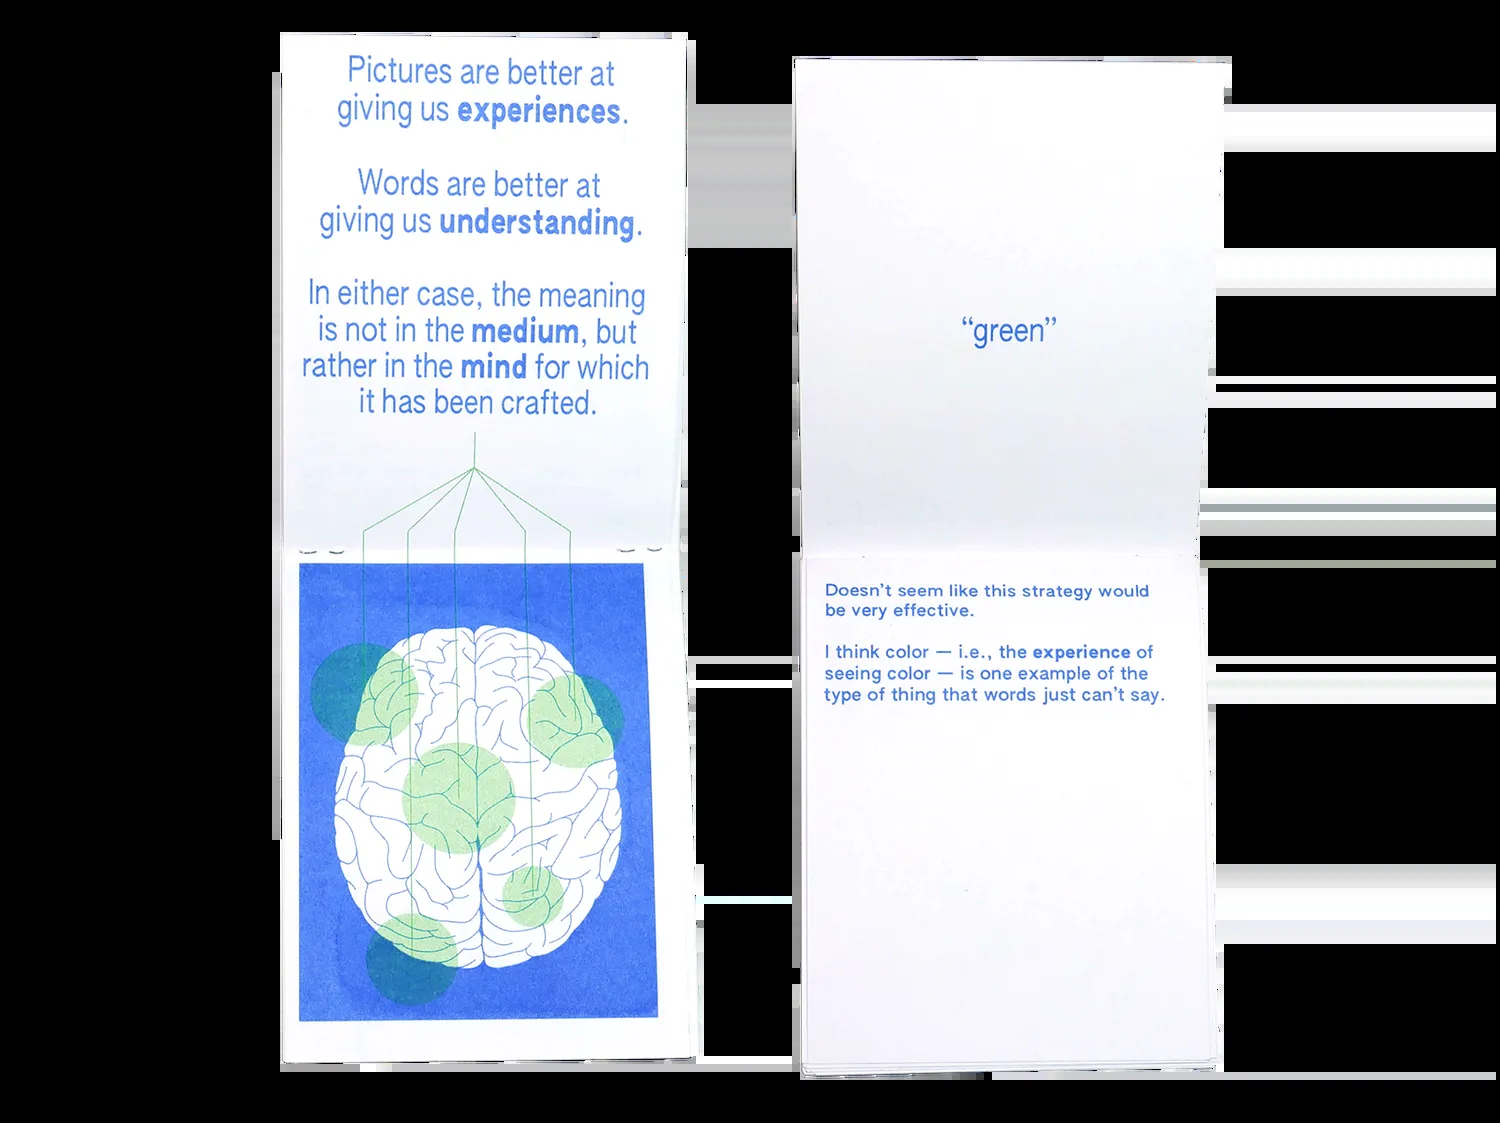 Pictures are better at
giving us experiences.
Words are better at
giving us understanding.
In either case, the meaning
is not in the medium, but
rather in the mind for which
it has been crafted.
“green”
Doesn’t seem like this strategy would
be very effective.
I think color — i.e., the experience of
seeing color — is one example of the
type of thing that words just can’t say.